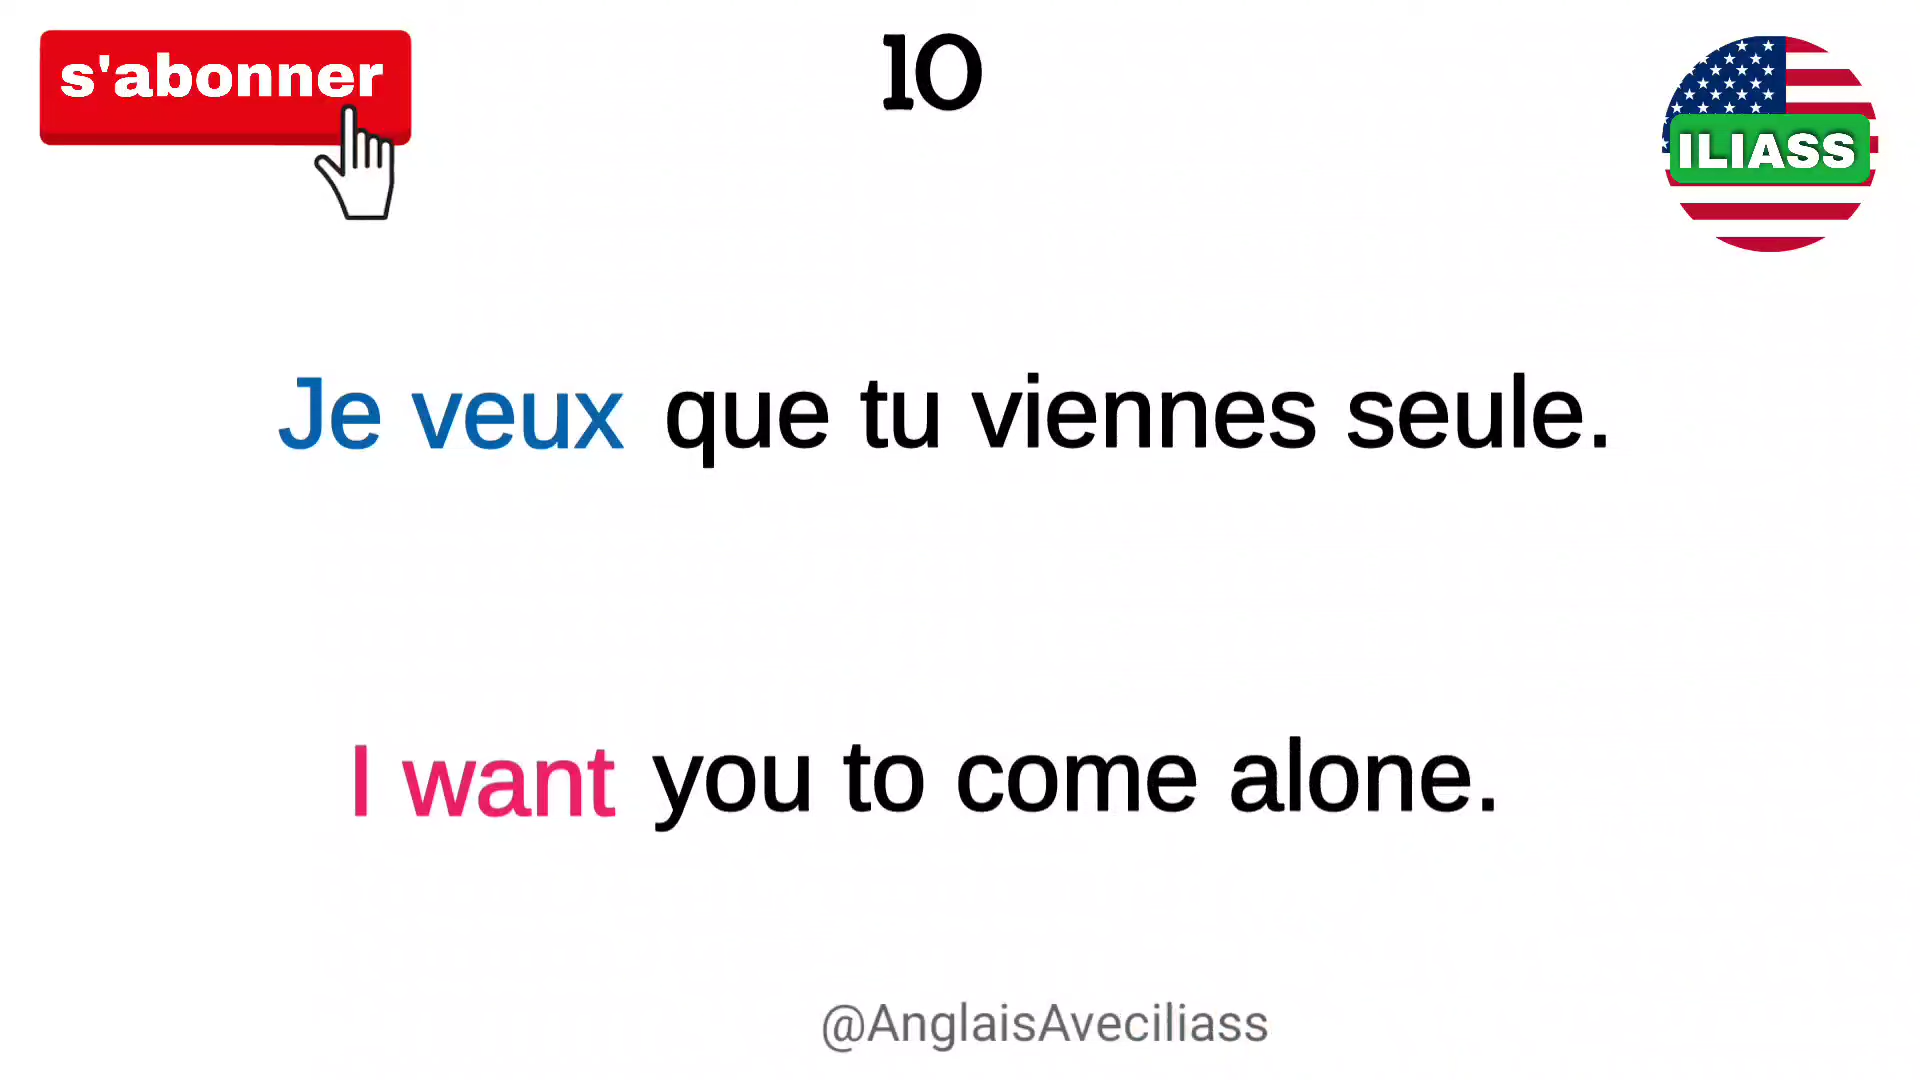 s'abonner
10
ILIASS
Je veux que tu viennes seule.
I want you to come alone.
@AnglaisAveciliass